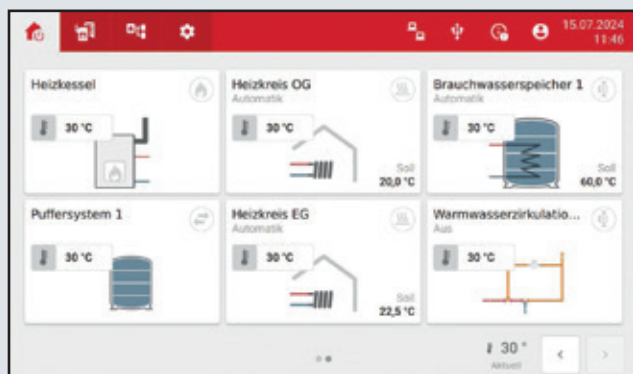 15.07.2024
11:46
Heizkessel
30 °C
Heizkreis OG
Automatik
30 °C
Soll
20,0 °C
Brauchwasserspeicher 1
Automatik
30 °C
Soll
60,0 °C
Puffersystem 1
30 °C
Heizkreis EG
Automatik
30 °C
Soll
22,5 °C
Warmwasserzirkulatio...
Aus
30 °C
30 °
Aktuell